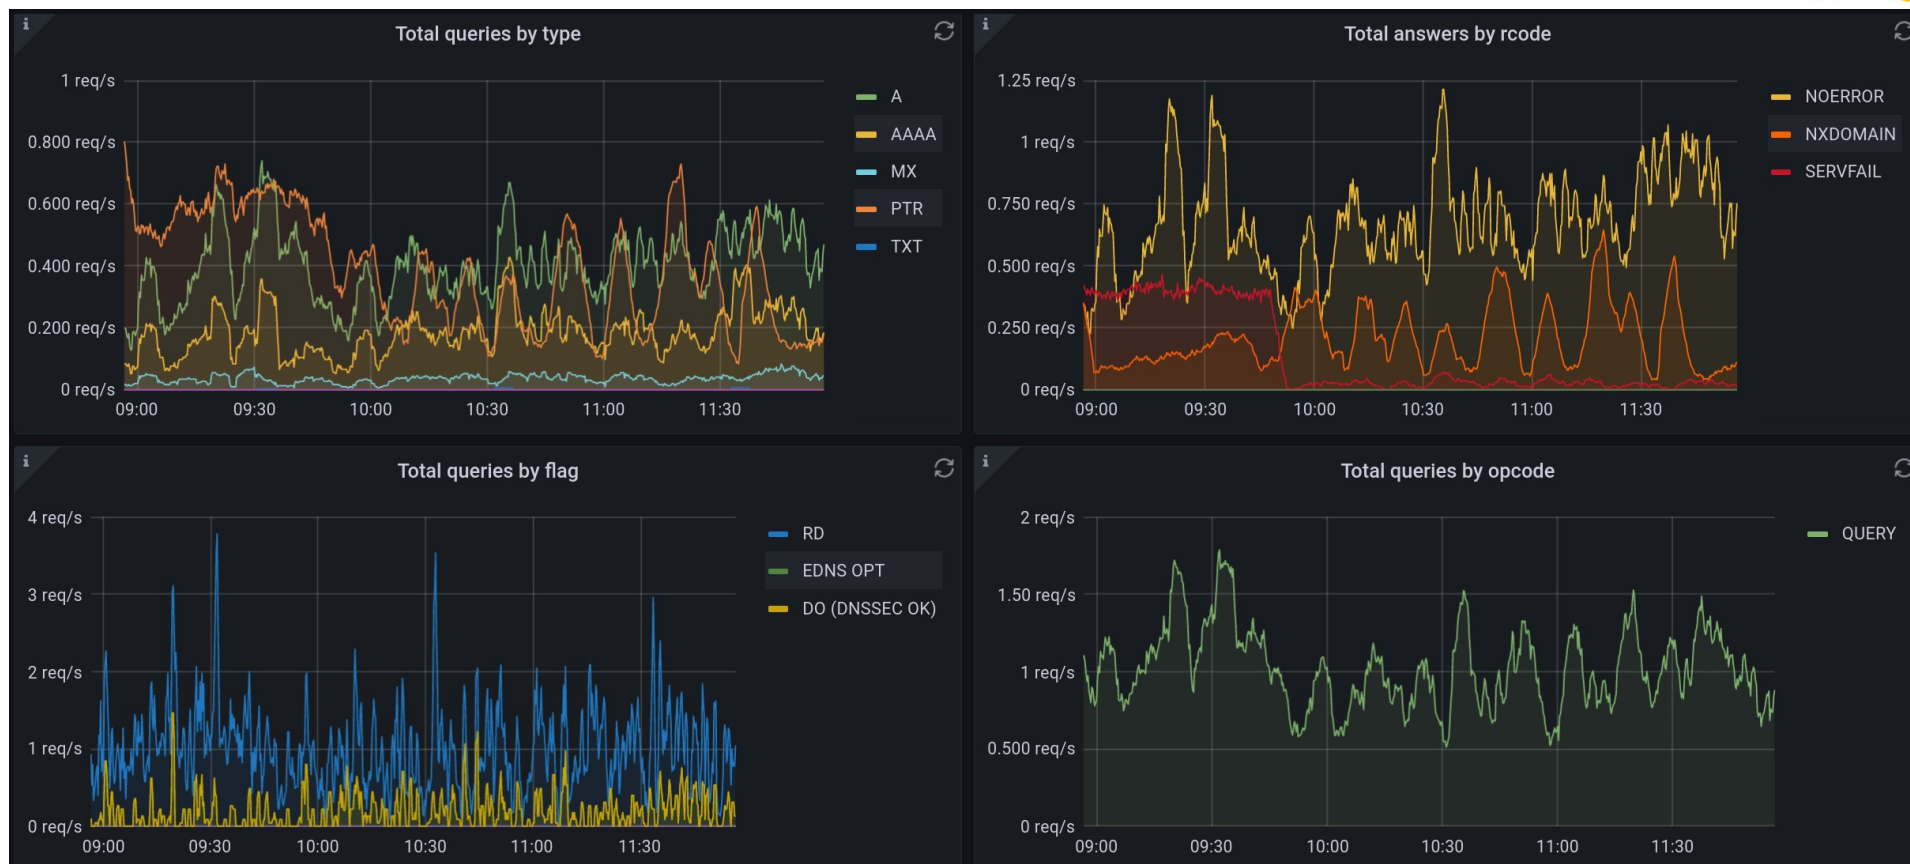 Total queries by type
1 req/s
0.800 req/s
0.600 req/s
0.400 req/s
0.200 req/s
0 req/s
09:00 09:30 10:00 10:30 11:00 11:30
A
AAAA
MX
PTR
TXT
Total answers by rcode
1.25 req/s
1 req/s
0.750 req/s
0.500 req/s
0.250 req/s
0 req/s
09:00 09:30 10:00 10:30 11:00 11:30
NOERROR
NXDOMAIN
SERVFAIL
Total queries by flag
4 req/s
3 req/s
2 req/s
1 req/s
0 req/s
09:00 09:30 10:00 10:30 11:00 11:30
RD
EDNS OPT
DO (DNSSEC OK)
Total queries by opcode
2 req/s
1.50 req/s
1 req/s
0.500 req/s
0 req/s
09:00 09:30 10:00 10:30 11:00 11:30
QUERY